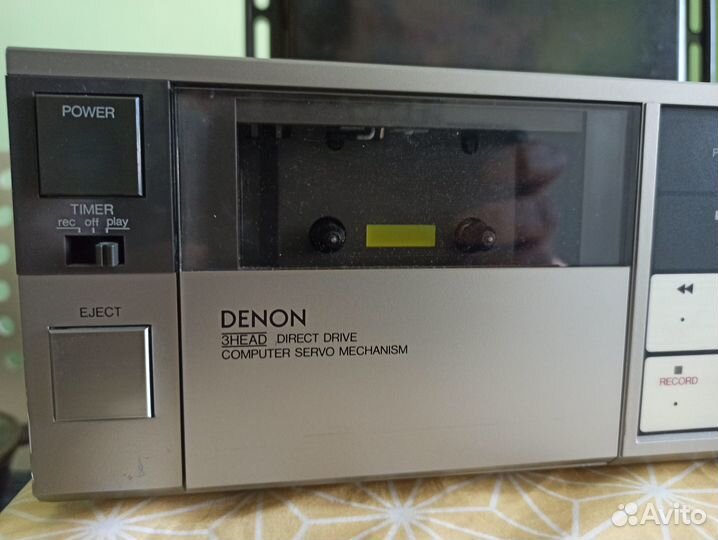 POWER
TIMER
rec off play
EJECT
DENON
3HEAD DIRECT DRIVE
COMPUTER SERVO MECHANISM
RECORD
Avito